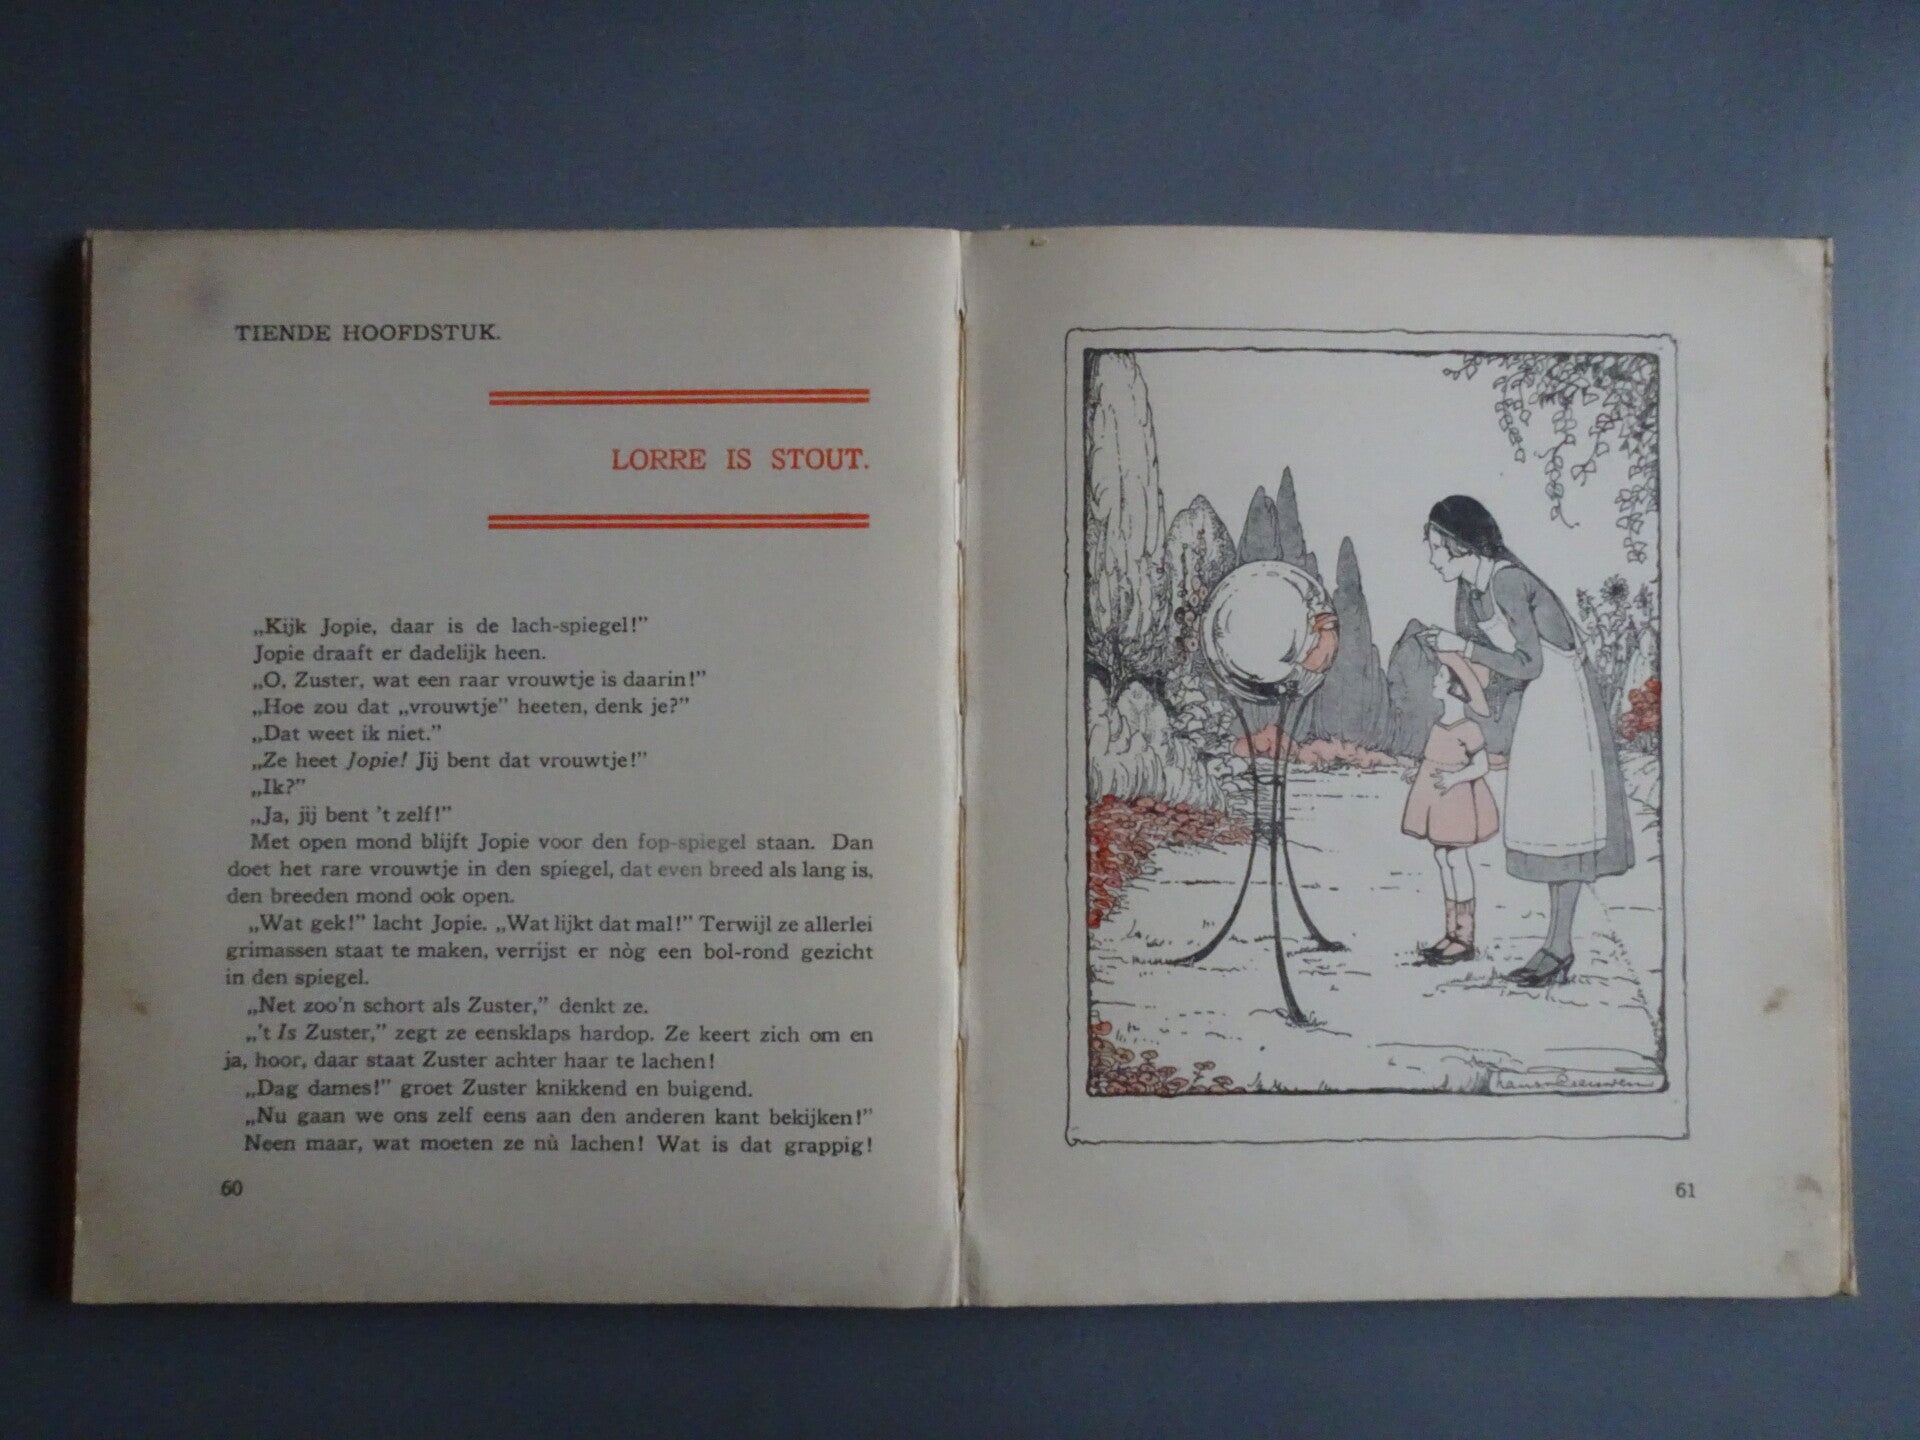 TIENDE HOOFDSTUK.
LORRE IS STOUT.
„Kijk Jopie, daar is de lach-spiegel!”
Jopie draaft er dadelijk heen.
„O, Zuster, wat een raar vrouwtje is daarin!”
„Hoe zou dat „vrouwtje” heeten, denk je?”
„Dat weet ik niet.”
„Ze heet Jopie! Jij bent dat vrouwtje!”
„Ik?”
„Ja, jij bent 't zelf!”
Met open mond blijft Jopie voor den fop-spiegel staan. Dan
doet het rare vrouwtje in den spiegel, dat even breed als lang is,
den breeden mond ook open.
„Wat gek!” lacht Jopie. „Wat lijkt dat mal!” Terwijl ze allerlei
grimassen staat te maken, verrijst er nòg een bol-rond gezicht
in den spiegel.
„Net zoo'n schort als Zuster,” denkt ze.
„'t Is Zuster,” zegt ze eensklaps hardop. Ze keert zich om en
ja, hoor, daar staat Zuster achter haar te lachen!
„Dag dames!” groet Zuster knikkend en buigend.
„Nu gaan we ons zelf eens aan den anderen kant bekijken!”
Neen maar, wat moeten ze nù lachen! Wat is dat grappig!
60
61